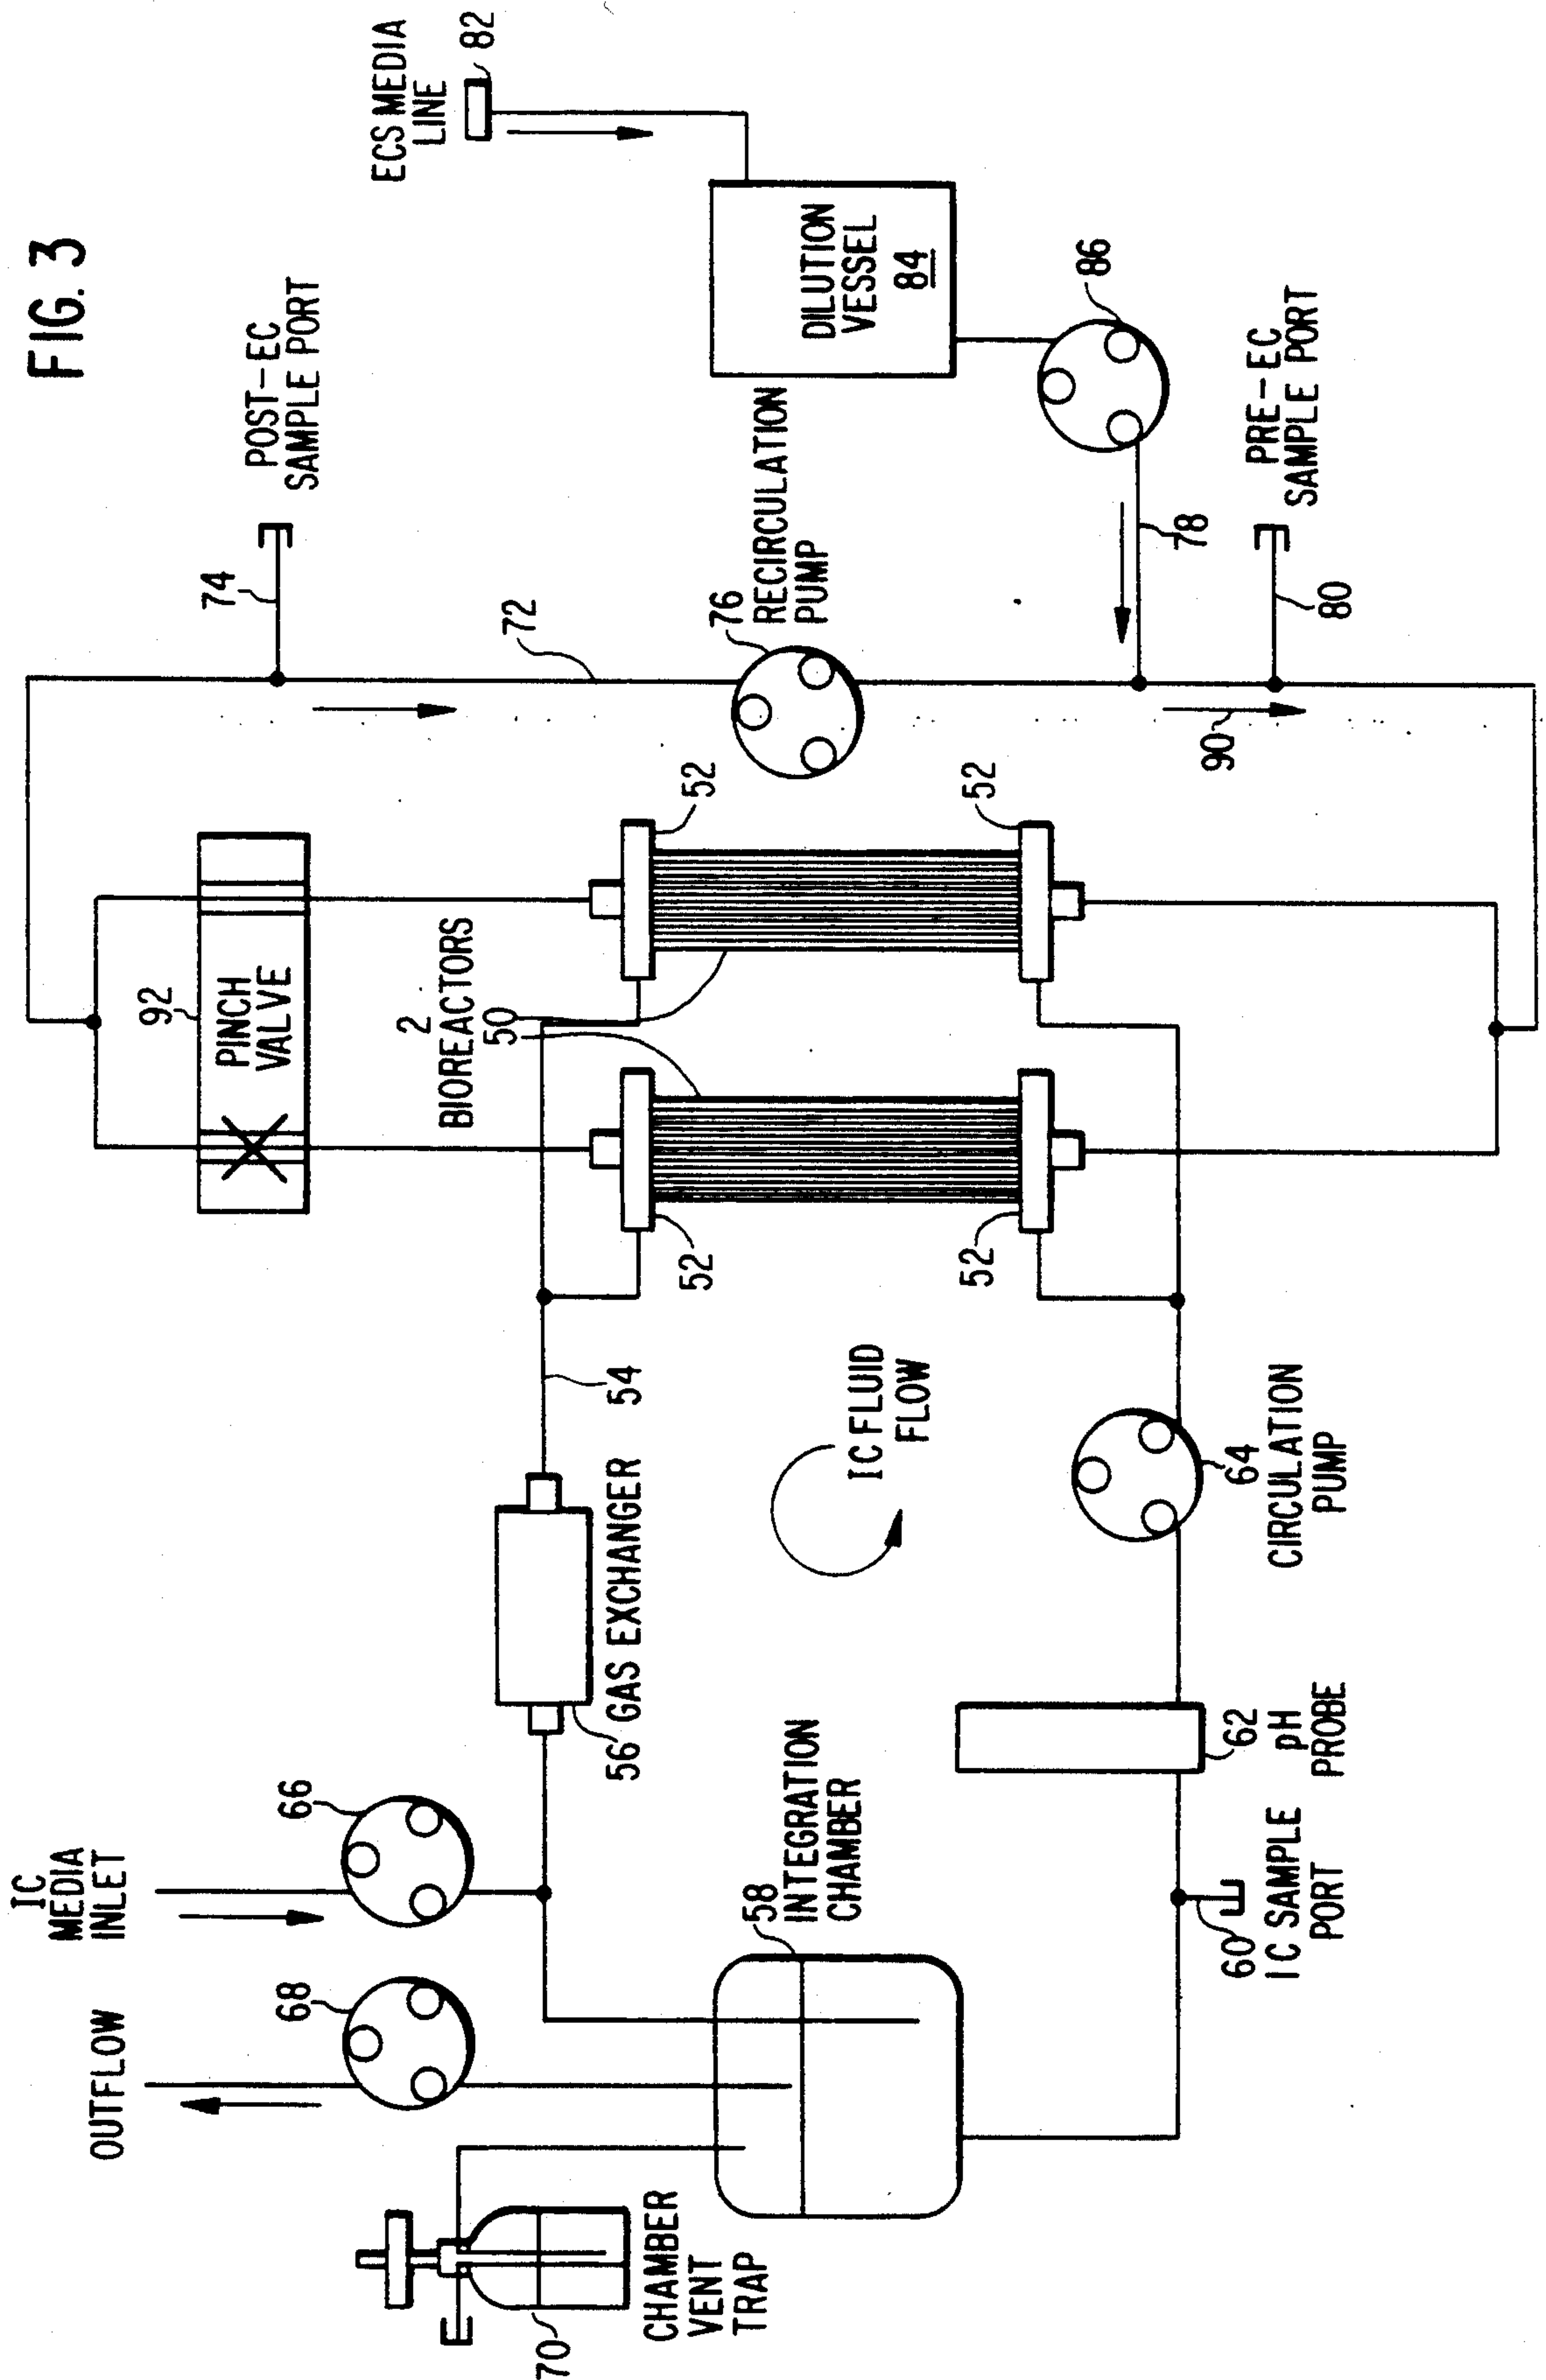 FIG. 3
IC
MEDIA
INLET
OUTFLOW
66
68
70
CHAMBER
VENT
TRAP
58
INTEGRATION
CHAMBER
56 GAS EXCHANGER
54
IC FLUID
FLOW
60
IC SAMPLE
PORT
62
pH
PROBE
64
CIRCULATION
PUMP
92
PINCH
VALVE
2
BIOREACTORS
50
52
52
52
52
74
POST-EC
SAMPLE PORT
72
76
RECIRCULATION
PUMP
ECS MEDIA
LINE
82
DILUTION
VESSEL
84
86
78
90
80
PRE-EC
SAMPLE PORT